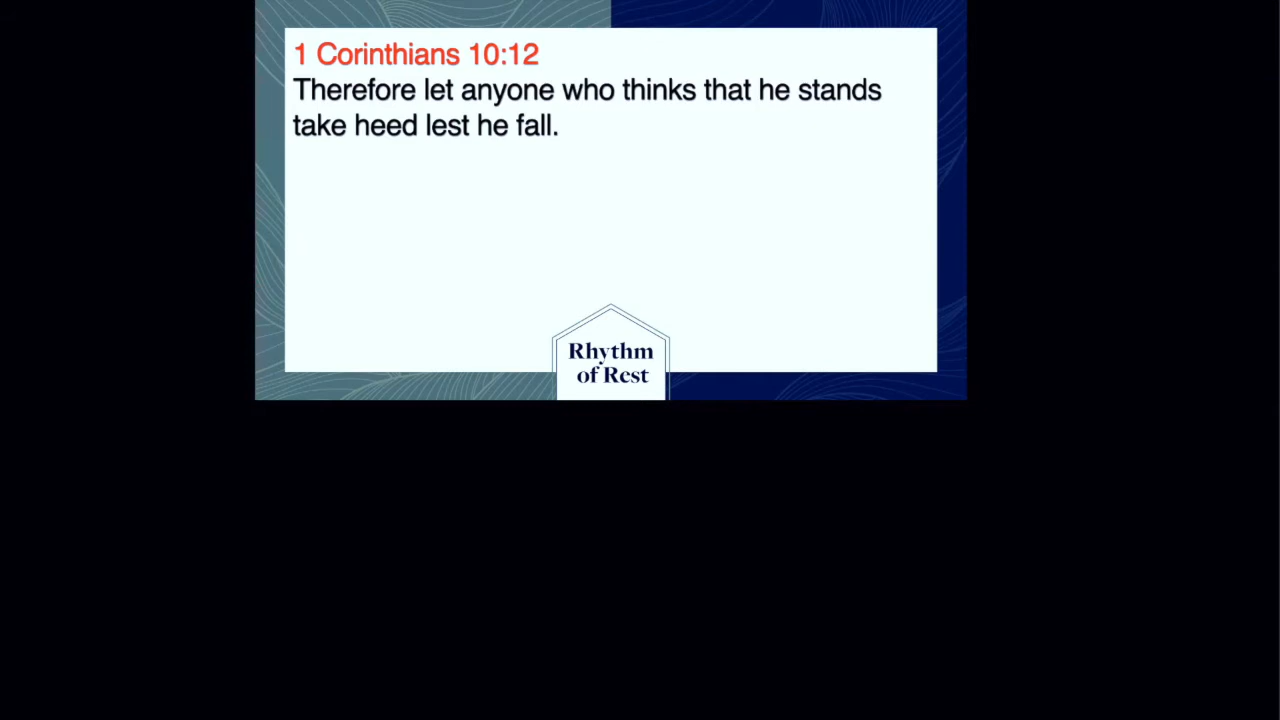 1 Corinthians 10:12
Therefore let anyone who thinks that he stands
take heed lest he fall.
Rhythm
of Rest